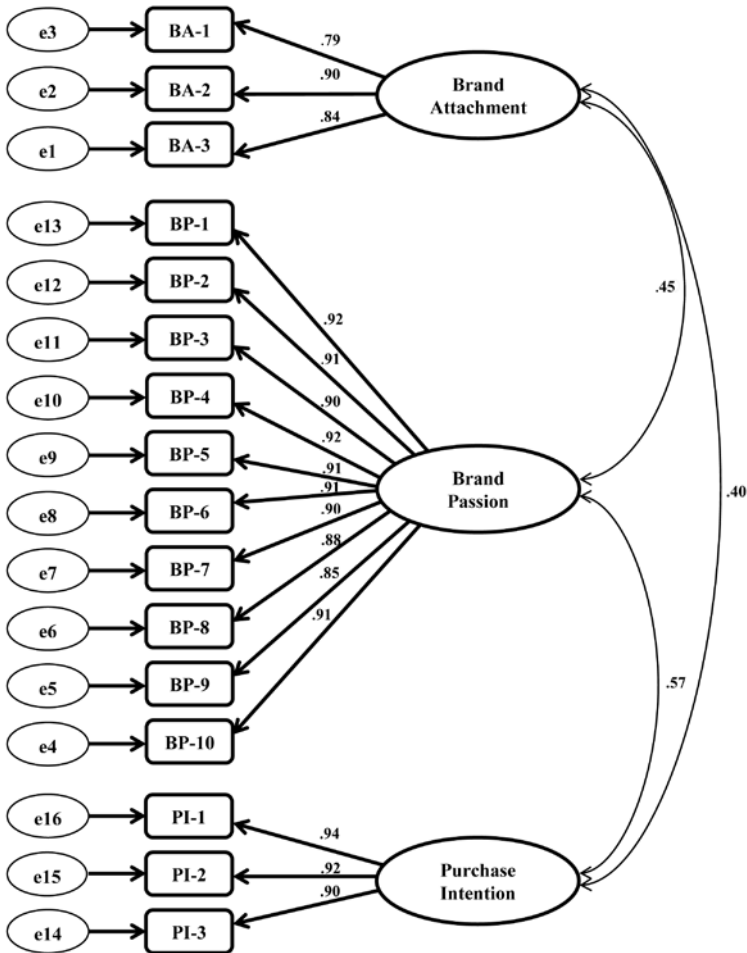 e3
BA-1
.79
e2
BA-2
.90
Brand
Attachment
e1
BA-3
.84
e13
BP-1
e12
BP-2
.45
e11
BP-3
.92
.91
e10
BP-4
.90
.92
e9
BP-5
.91
Brand
Passion
.40
e8
BP-6
.91
.90
e7
BP-7
.88
.85
e6
BP-8
.91
e5
BP-9
.57
e4
BP-10
e16
PI-1
.94
e15
PI-2
.92
Purchase
Intention
.90
e14
PI-3